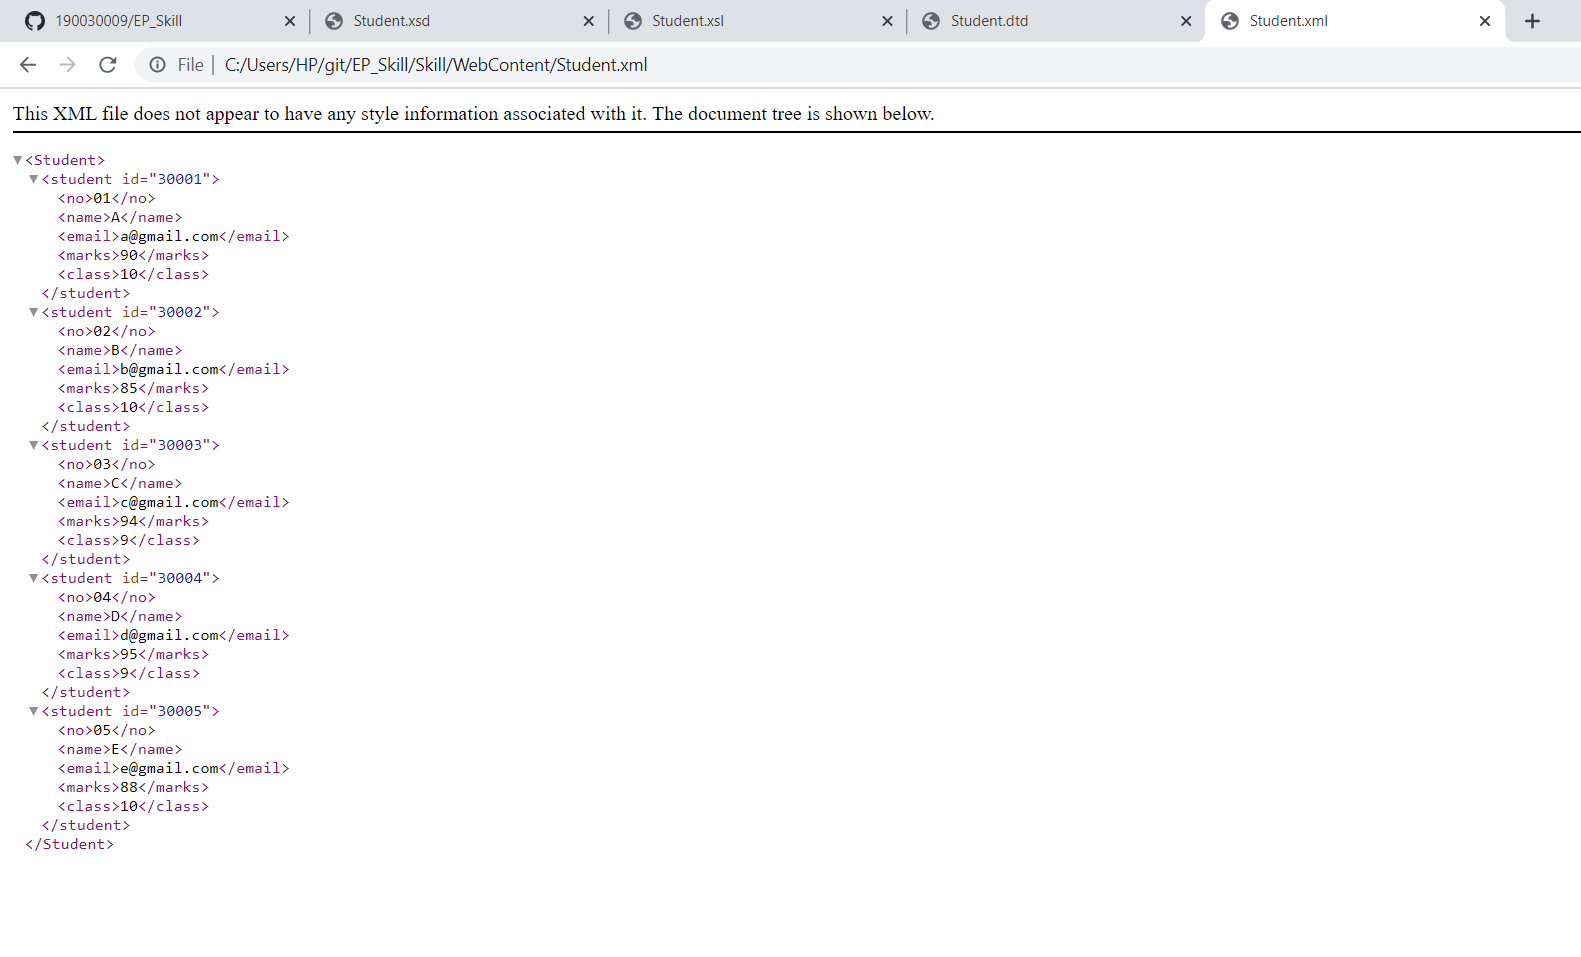 190030009/EP_Skill
Student.xsd
Student.xsl
Student.dtd
Student.xml
File | C:/Users/HP/git/EP_Skill/Skill/WebContent/Student.xml
This XML file does not appear to have any style information associated with it. The document tree is shown below.
<Student>
<student id="30001">
<no>01</no>
<name>A</name>
<email>a@gmail.com</email>
<marks>90</marks>
<class>10</class>
</student>
<student id="30002">
<no>02</no>
<name>B</name>
<email>b@gmail.com</email>
<marks>85</marks>
<class>10</class>
</student>
<student id="30003">
<no>03</no>
<name>C</name>
<email>c@gmail.com</email>
<marks>94</marks>
<class>9</class>
</student>
<student id="30004">
<no>04</no>
<name>D</name>
<email>d@gmail.com</email>
<marks>95</marks>
<class>9</class>
</student>
<student id="30005">
<no>05</no>
<name>E</name>
<email>e@gmail.com</email>
<marks>88</marks>
<class>10</class>
</student>
</Student>